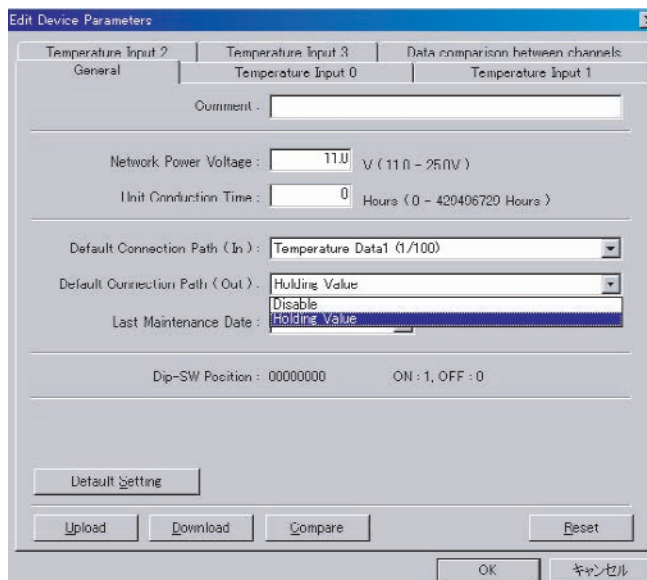 Edit Device Parameters
Temperature Input 2 Temperature Input 3 Data comparison between channels
General Temperature Input 0 Temperature Input 1
Comment :
Network Power Voltage : 11.0 V ( 11.0 - 25.0V )
Unit Conduction Time : 0 Hours ( 0 - 429496729 Hours )
Default Connection Path ( In ) : Temperature Data1 (1/100)
Default Connection Path ( Out ) : Holding Value
Disable
Holding Value
Last Maintenance Date :
Dip-SW Position : 00000000 ON : 1, OFF : 0
Default Setting
Upload Download Compare Reset
OK キャンセル